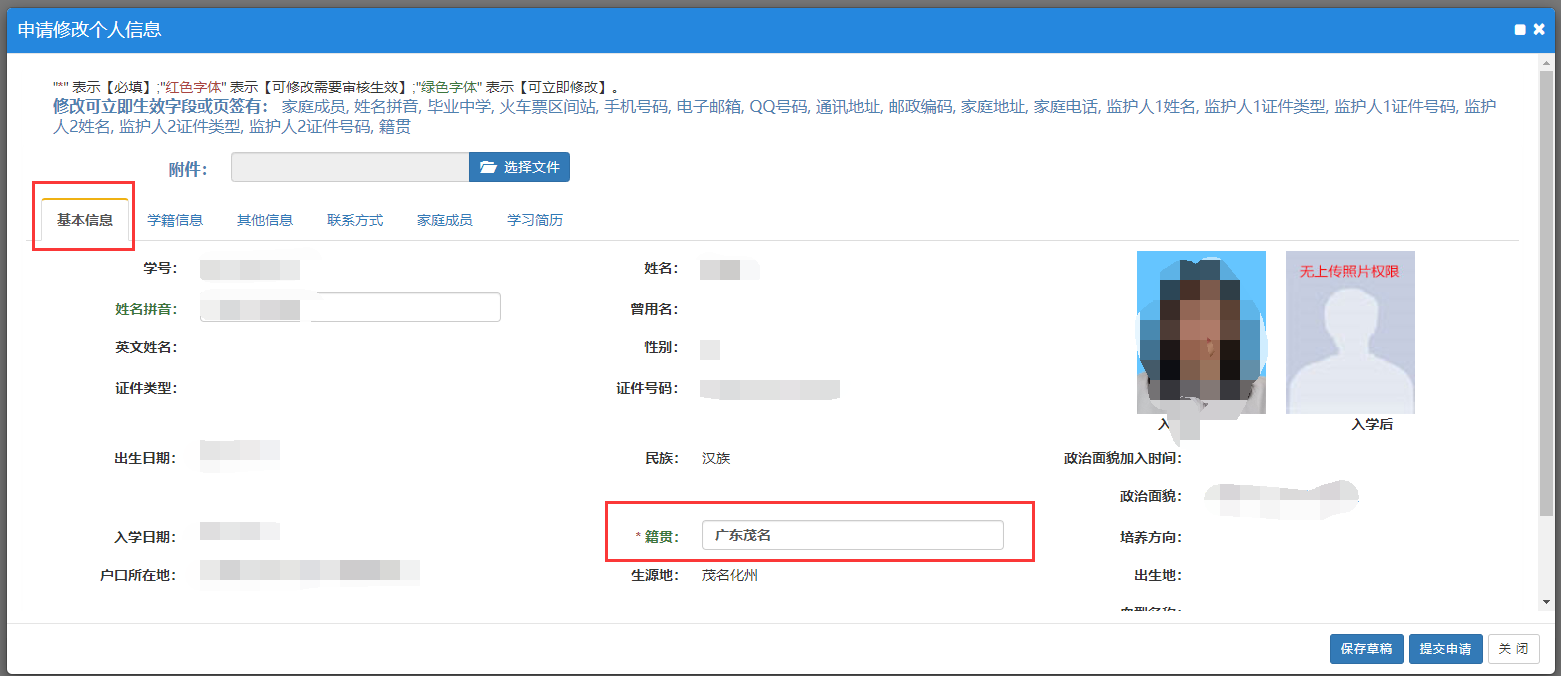 申请修改个人信息
"*" 表示【必填】;"红色字体" 表示【可修改需要审核生效】;"绿色字体" 表示【可立即修改】。
修改可立即生效字段或页签有： 家庭成员, 姓名拼音, 毕业中学, 火车票区间站, 手机号码, 电子邮箱, QQ号码, 通讯地址, 邮政编码, 家庭地址, 家庭电话, 监护人1姓名, 监护人1证件类型, 监护人1证件号码, 监护
人2姓名, 监护人2证件类型, 监护人2证件号码, 籍贯
附件： 选择文件
基本信息 学籍信息 其他信息 联系方式 家庭成员 学习简历
学号： 姓名：
无上传照片权限
姓名拼音： 曾用名：
英文姓名： 性别：
证件类型： 证件号码：
入学后
出生日期： 民族： 汉族 政治面貌加入时间：
政治面貌：
入学日期： * 籍贯： 广东茂名 培养方向：
户口所在地： 生源地： 茂名化州 出生地：
保存草稿 提交申请 关 闭